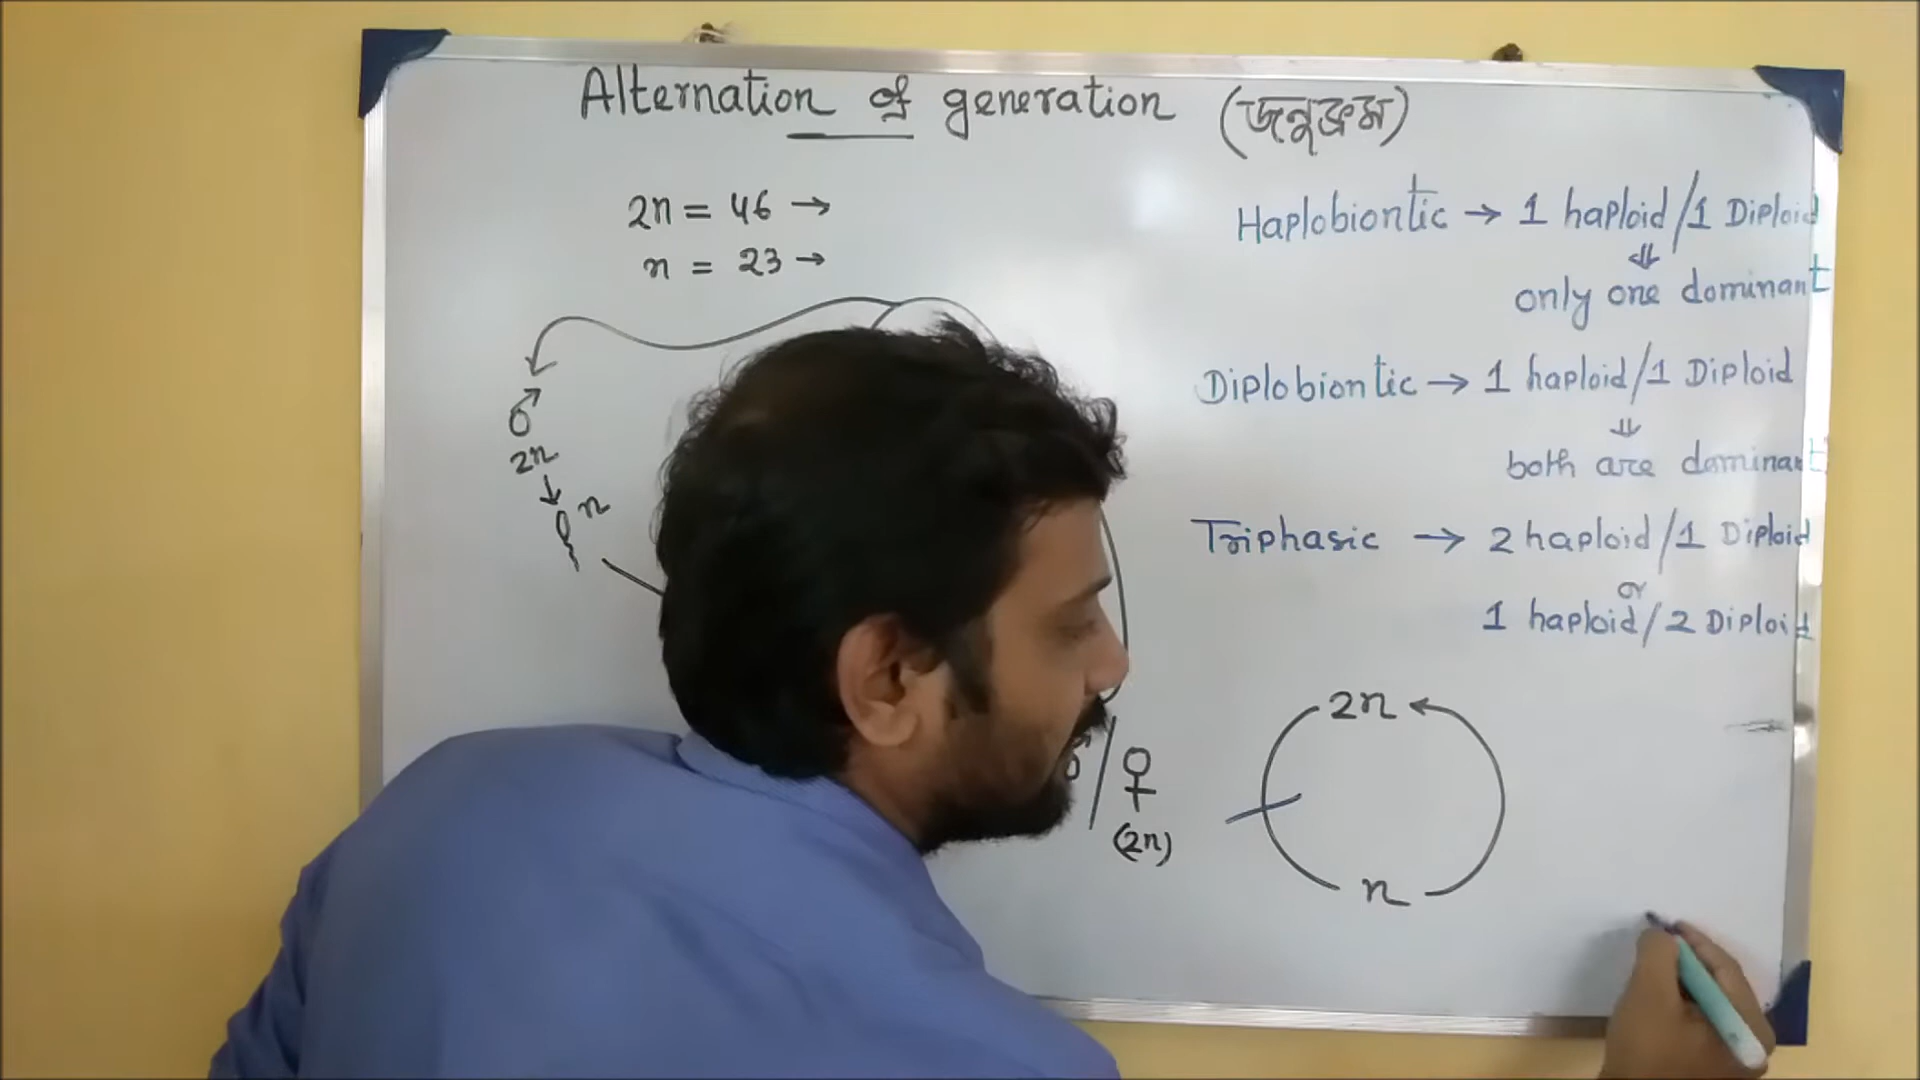 Alternation of generation (জনুক্রম)
2n = 46 →
n = 23 →
♂
2n
↓
n
♂ / ♀
(2n)
Haplobiontic → 1 haploid/1 Diploid
⇓
only one dominant
Diplobiontic → 1 haploid/1 Diploid
⇓
both are dominant
Triphasic → 2 haploid/1 Diploid
or
1 haploid/2 Diploid
2n
n